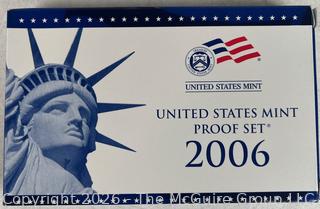 UNITED STATES MINT
UNITED STATES MINT
PROOF SET®
2006
Copyright 2026 - The McGuire Group LLC